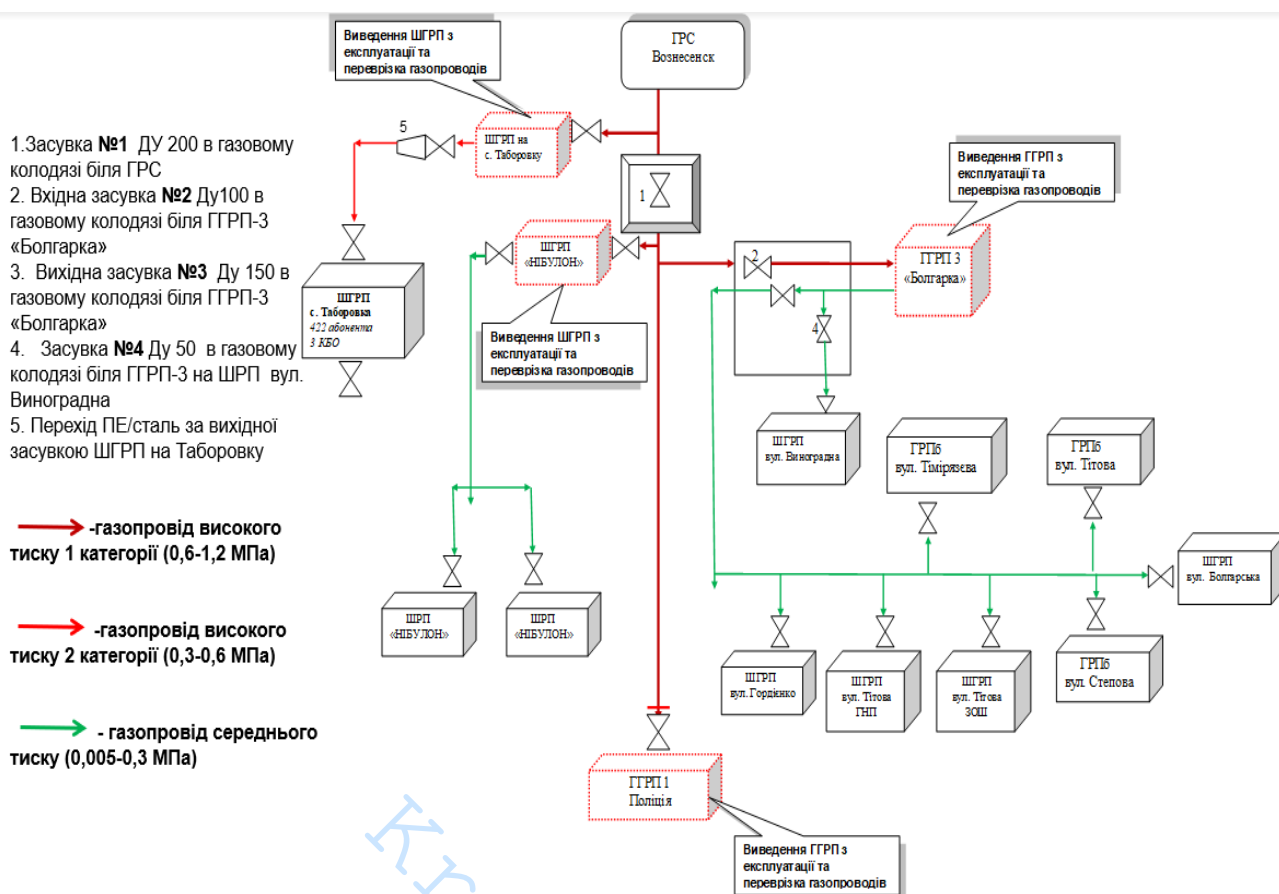 Виведення ШГРП з
експлуатації та
переврізка газопроводів
ГРС
Вознесенск
1.Засувка №1 ДУ 200 в газовому
колодязі біля ГРС
2. Вхідна засувка №2 Ду100 в
газовому колодязі біля ГГРП-3
«Болгарка»
3. Вихідна засувка №3 Ду 150 в
газовому колодязі біля ГГРП-3
«Болгарка»
4. Засувка №4 Ду 50 в газовому
колодязі біля ГГРП-3 на ШРП вул.
Виноградна
5. Перехід ПЕ/сталь за вихідної
засувкою ШГРП на Таборовку
5
ШГРП на
с. Таборовку
1
Виведення ГГРП з
експлуатації та
переврізка газопроводів
ШГРП
«НІБУЛОН»
2
ГГРП 3
«Болгарка»
ШГРП
с. Таборовка
422 абонента
3 КБО
Виведення ШГРП з
експлуатації та
переврізка газопроводів
4
ШГРП
вул. Виноградна
ГРПб
вул. Тімірязєва
ГРПб
вул. Тітова
-газопровід високого
тиску 1 категорії (0,6-1,2 МПа)
ШГРП
вул. Болгарська
ШРП
«НІБУЛОН»
ШРП
«НІБУЛОН»
-газопровід високого
тиску 2 категорії (0,3-0,6 МПа)
ШГРП
вул. Гордієнко
ШГРП
вул. Тітова
ГНП
ШГРП
вул. Тітова
ЗОШ
ГРПб
вул. Степова
- газопровід середнього
тиску (0,005-0,3 МПа)
ГГРП 1
Поліція
Виведення ГГРП з
експлуатації та
переврізка газопроводів